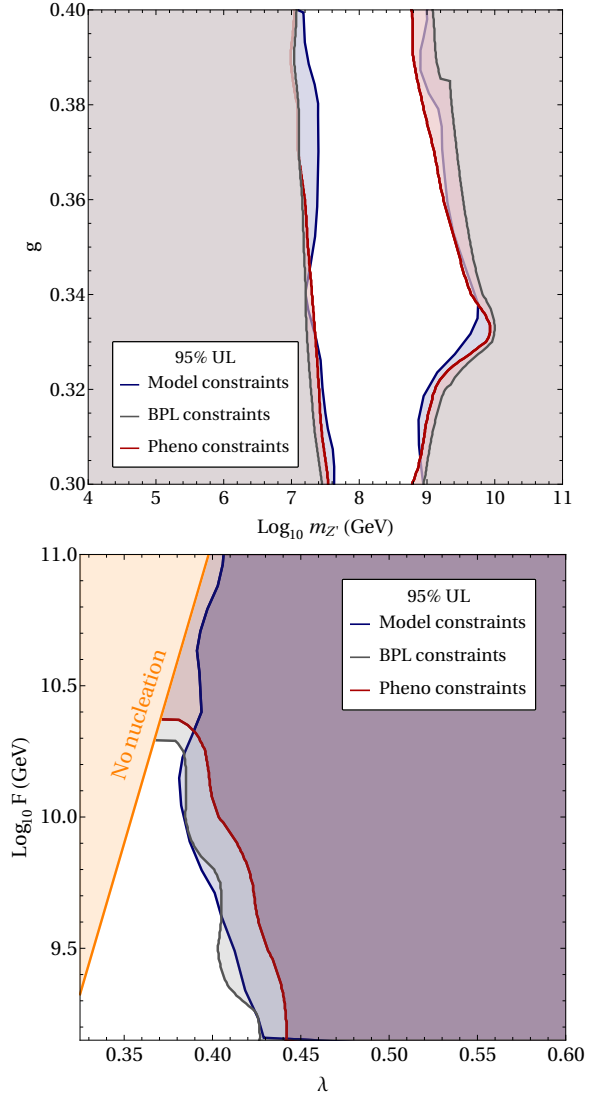 0.40
0.38
0.36
0.34
0.32
0.30
g
95% UL
Model constraints
BPL constraints
Pheno constraints
4 5 6 7 8 9 10 11
Log10 mZ' (GeV)
11.0
10.5
10.0
9.5
Log10 F (GeV)
No nucleation
95% UL
Model constraints
BPL constraints
Pheno constraints
0.35 0.40 0.45 0.50 0.55 0.60
λ